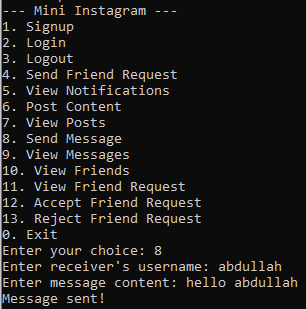 --- Mini Instagram ---
1. Signup
2. Login
3. Logout
4. Send Friend Request
5. View Notifications
6. Post Content
7. View Posts
8. Send Message
9. View Messages
10. View Friends
11. View Friend Request
12. Accept Friend Request
13. Reject Friend Request
0. Exit
Enter your choice: 8
Enter receiver's username: abdullah
Enter message content: hello abdullah
Message sent!